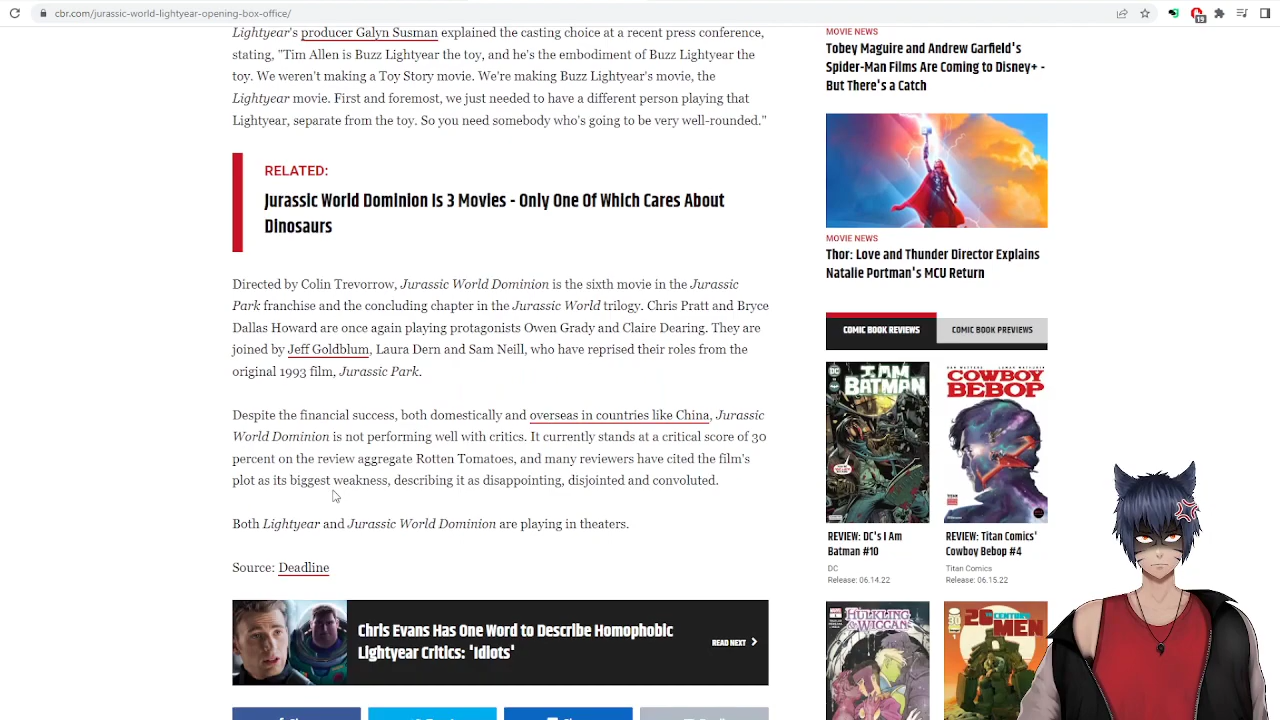 cbr.com/jurassic-world-lightyear-opening-box-office/
19
Lightyear's producer Galyn Susman explained the casting choice at a recent press conference,
stating, "Tim Allen is Buzz Lightyear the toy, and he's the embodiment of Buzz Lightyear the
toy. We weren't making a Toy Story movie. We're making Buzz Lightyear's movie, the
Lightyear movie. First and foremost, we just needed to have a different person playing that
Lightyear, separate from the toy. So you need somebody who's going to be very well-rounded."
RELATED:
Jurassic World Dominion Is 3 Movies - Only One Of Which Cares About
Dinosaurs
Directed by Colin Trevorrow, Jurassic World Dominion is the sixth movie in the Jurassic
Park franchise and the concluding chapter in the Jurassic World trilogy. Chris Pratt and Bryce
Dallas Howard are once again playing protagonists Owen Grady and Claire Dearing. They are
joined by Jeff Goldblum, Laura Dern and Sam Neill, who have reprised their roles from the
original 1993 film, Jurassic Park.
Despite the financial success, both domestically and overseas in countries like China, Jurassic
World Dominion is not performing well with critics. It currently stands at a critical score of 30
percent on the review aggregate Rotten Tomatoes, and many reviewers have cited the film's
plot as its biggest weakness, describing it as disappointing, disjointed and convoluted.
Both Lightyear and Jurassic World Dominion are playing in theaters.
Source: Deadline
Chris Evans Has One Word to Describe Homophobic
Lightyear Critics: 'Idiots'
READ NEXT
MOVIE NEWS
Tobey Maguire and Andrew Garfield's
Spider-Man Films Are Coming to Disney+ -
But There's a Catch
MOVIE NEWS
Thor: Love and Thunder Director Explains
Natalie Portman's MCU Return
COMIC BOOK REVIEWS
COMIC BOOK PREVIEWS
I AM
BATMAN
COWBOY
BEBOP
REVIEW: DC's I Am
Batman #10
DC
Release: 06.14.22
REVIEW: Titan Comics'
Cowboy Bebop #4
Titan Comics
Release: 06.15.22
HULKLING
& WICCAN
20th CENTURY
MEN